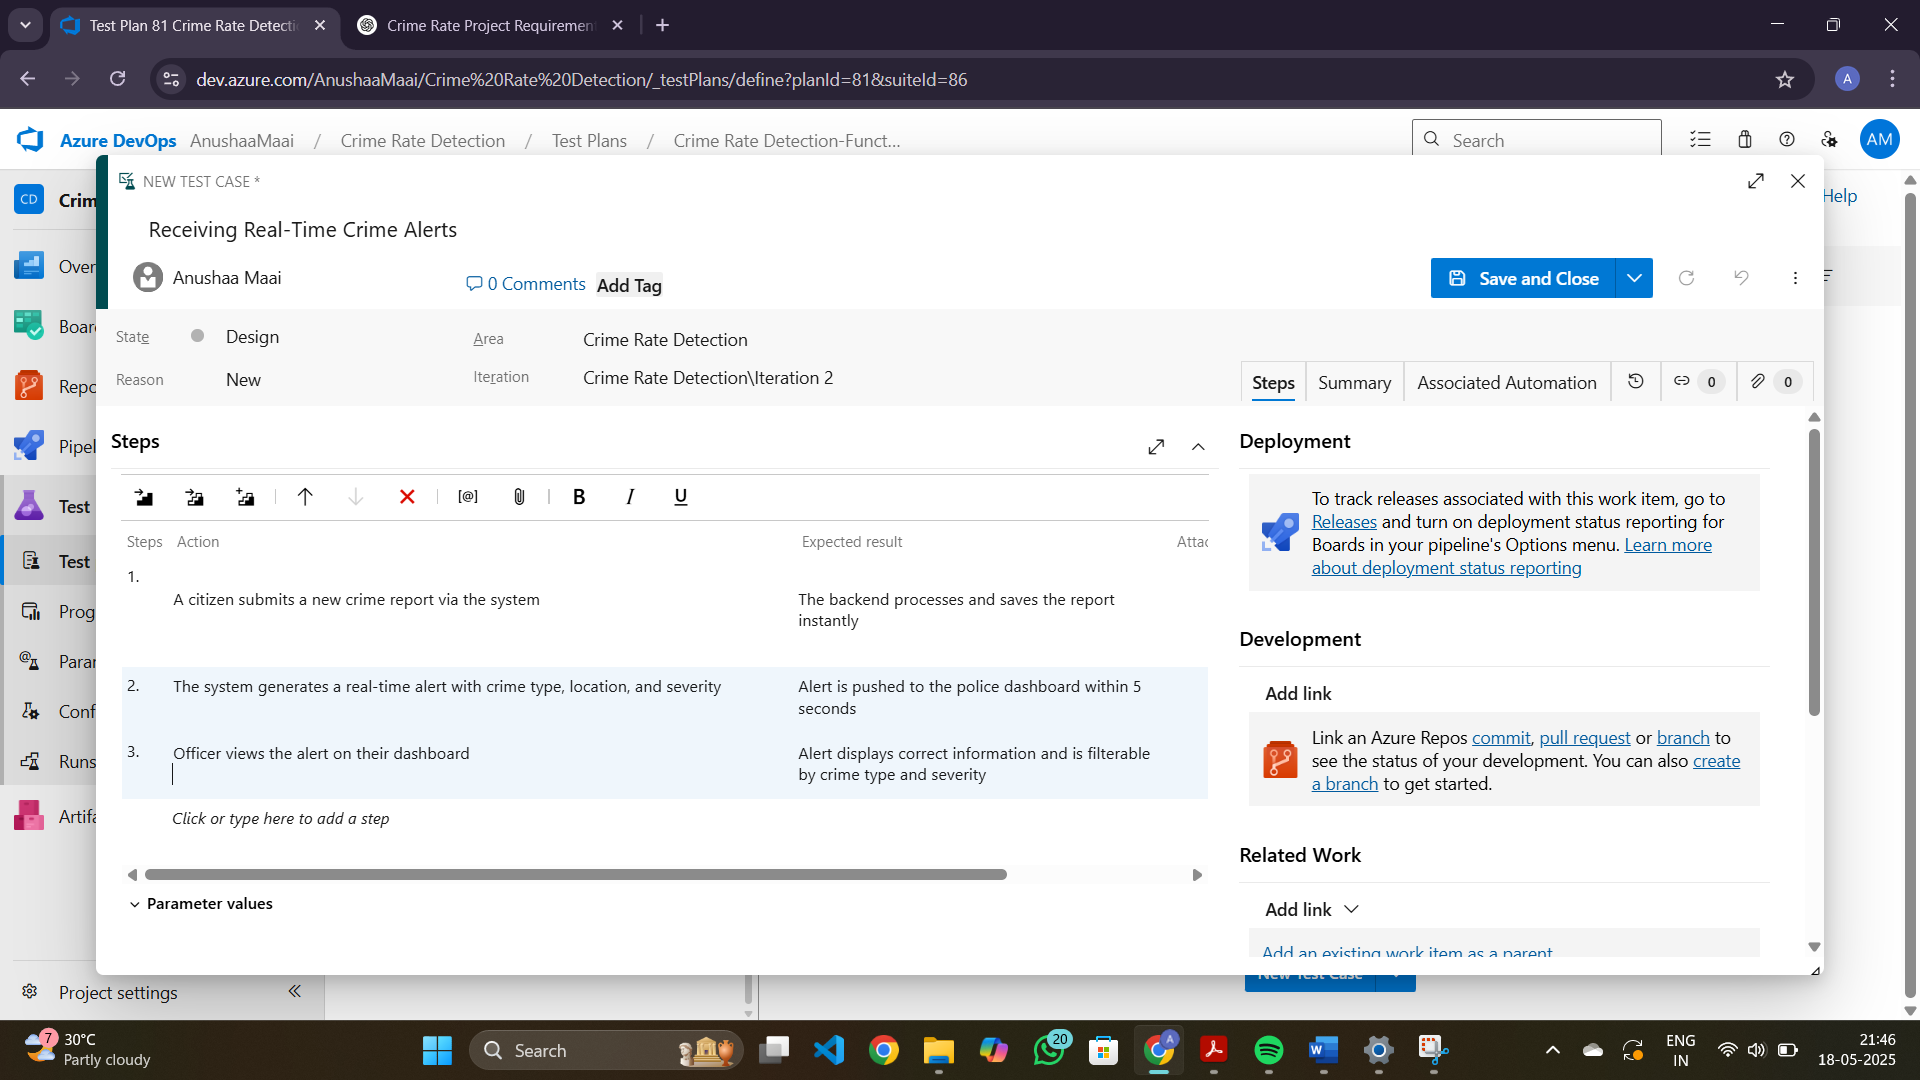 Test Plan 81 Crime Rate Detecti
Crime Rate Project Requiremen
dev.azure.com/AnushaaMaai/Crime%20Rate%20Detection/_testPlans/define?planId=81&suiteId=86
A
Azure DevOps AnushaaMaai / Crime Rate Detection / Test Plans / Crime Rate Detection-Funct...
Search
AM
CD Crim
Help
NEW TEST CASE *
Receiving Real-Time Crime Alerts
Anushaa Maai
0 Comments Add Tag
Save and Close
State Design
Area Crime Rate Detection
Reason New
Iteration Crime Rate Detection\Iteration 2
Steps Summary Associated Automation 0 0
Over
Boar
Repo
Pipel
Test
Test
Prog
Para
Conf
Runs
Artifa
Project settings
Steps
[@] B I U
Steps Action Expected result Attac
1.
A citizen submits a new crime report via the system
The backend processes and saves the report
instantly
2. The system generates a real-time alert with crime type, location, and severity
Alert is pushed to the police dashboard within 5
seconds
3. Officer views the alert on their dashboard
Alert displays correct information and is filterable
by crime type and severity
Click or type here to add a step
Parameter values
Deployment
To track releases associated with this work item, go to
Releases and turn on deployment status reporting for
Boards in your pipeline's Options menu. Learn more
about deployment status reporting
Development
Add link
Link an Azure Repos commit, pull request or branch to
see the status of your development. You can also create
a branch to get started.
Related Work
Add link
Add an existing work item as a parent
New Test Case
7
30°C
Partly cloudy
Search
A
20
ENG
IN
21:46
18-05-2025